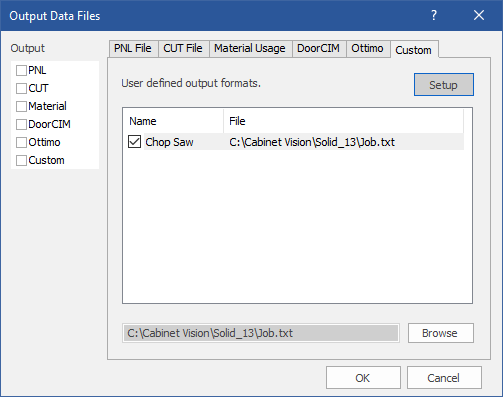 Output Data Files ? ×
Output
PNL
CUT
Material
DoorCIM
Ottimo
Custom
PNL File CUT File Material Usage DoorCIM Ottimo Custom
User defined output formats. Setup
Name File
Chop Saw C:\Cabinet Vision\Solid_13\Job.txt
C:\Cabinet Vision\Solid_13\Job.txt Browse
OK Cancel